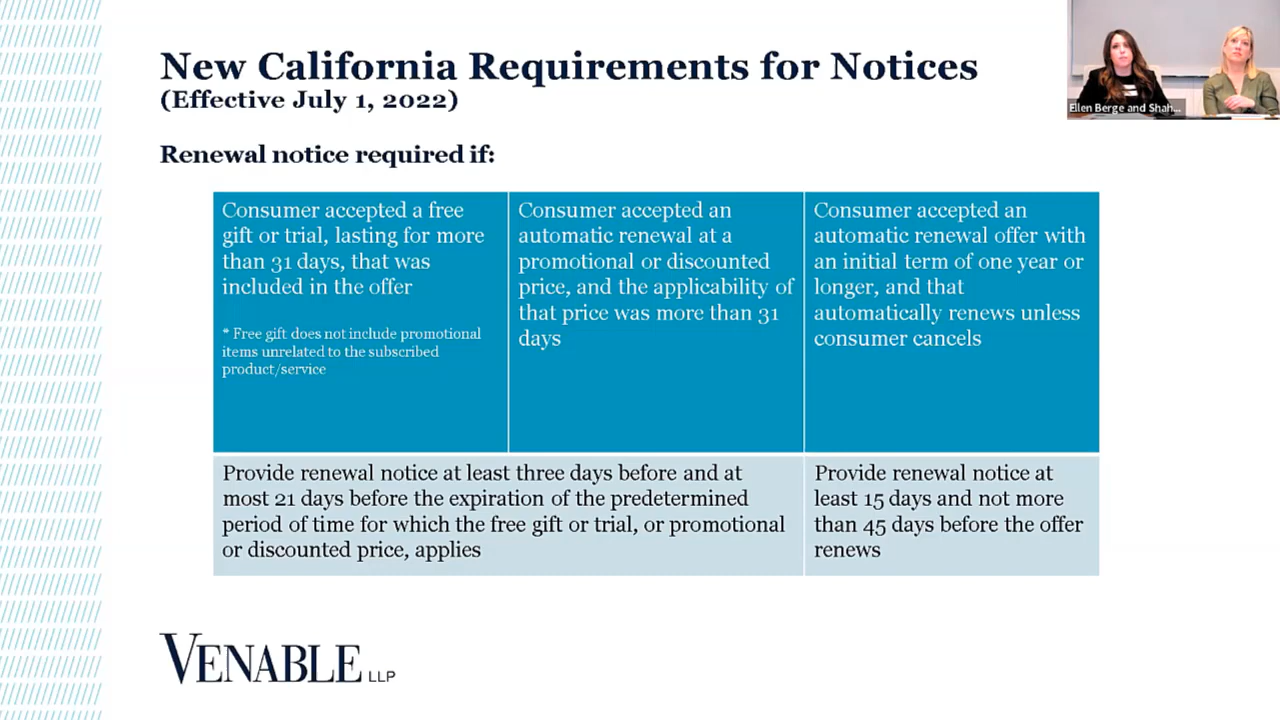 New California Requirements for Notices
(Effective July 1, 2022)
Ellen Berge and Shah...
Renewal notice required if:
Consumer accepted a free
gift or trial, lasting for more
than 31 days, that was
included in the offer
* Free gift does not include promotional
items unrelated to the subscribed
product/service
Consumer accepted an
automatic renewal at a
promotional or discounted
price, and the applicability of
that price was more than 31
days
Consumer accepted an
automatic renewal offer with
an initial term of one year or
longer, and that
automatically renews unless
consumer cancels
Provide renewal notice at least three days before and at
most 21 days before the expiration of the predetermined
period of time for which the free gift or trial, or promotional
or discounted price, applies
Provide renewal notice at
least 15 days and not more
than 45 days before the offer
renews
VENABLE LLP